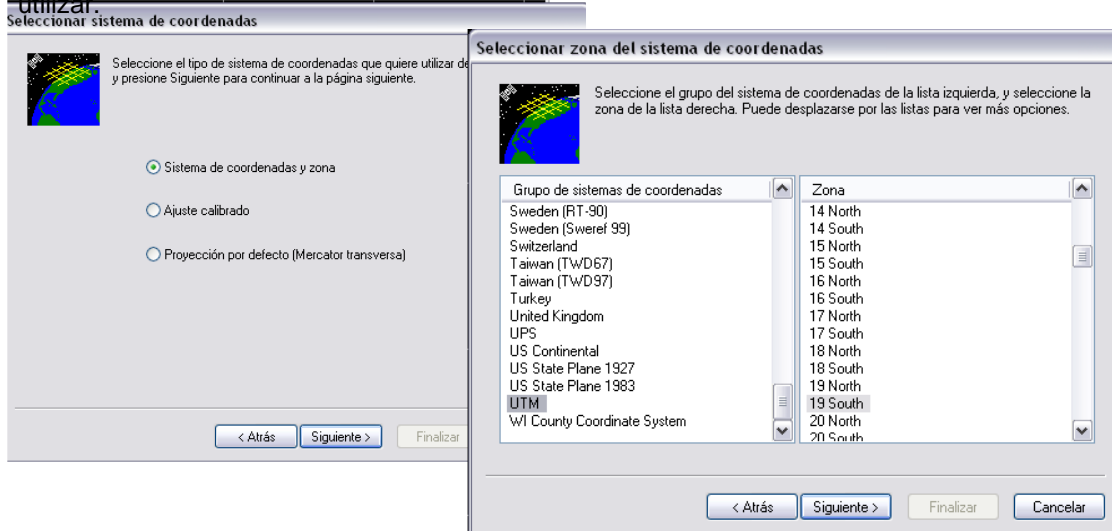 utilizar.
Seleccionar sistema de coordenadas
Seleccione el tipo de sistema de coordenadas que quiere utilizar de
y presione Siguiente para continuar a la página siguiente.
Sistema de coordenadas y zona
Ajuste calibrado
Proyección por defecto (Mercator transversa)
< Atrás
Siguiente >
Finalizar
Seleccionar zona del sistema de coordenadas
Seleccione el grupo del sistema de coordenadas de la lista izquierda, y seleccione la
zona de la lista derecha. Puede desplazarse por las listas para ver más opciones.
Grupo de sistemas de coordenadas
Sweden (RT-90)
Sweden (Sweref 99)
Switzerland
Taiwan (TWD67)
Taiwan (TWD97)
Turkey
United Kingdom
UPS
US Continental
US State Plane 1927
US State Plane 1983
UTM
WI County Coordinate System
Zona
14 North
14 South
15 North
15 South
16 North
16 South
17 North
17 South
18 North
18 South
19 North
19 South
20 North
20 South
< Atrás
Siguiente >
Finalizar
Cancelar